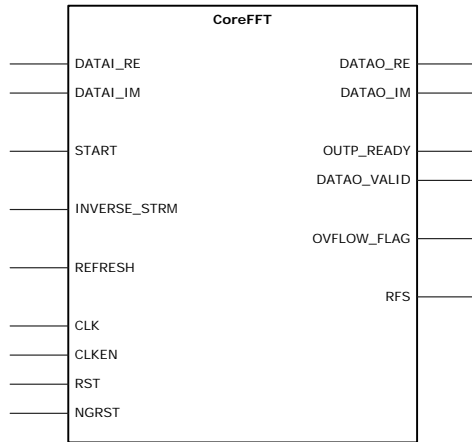 CoreFFT
DATAI_RE
DATAI_IM
START
INVERSE_STRM
REFRESH
CLK
CLKEN
RST
NGRST
DATAO_RE
DATAO_IM
OUTP_READY
DATAO_VALID
OVFLOW_FLAG
RFS